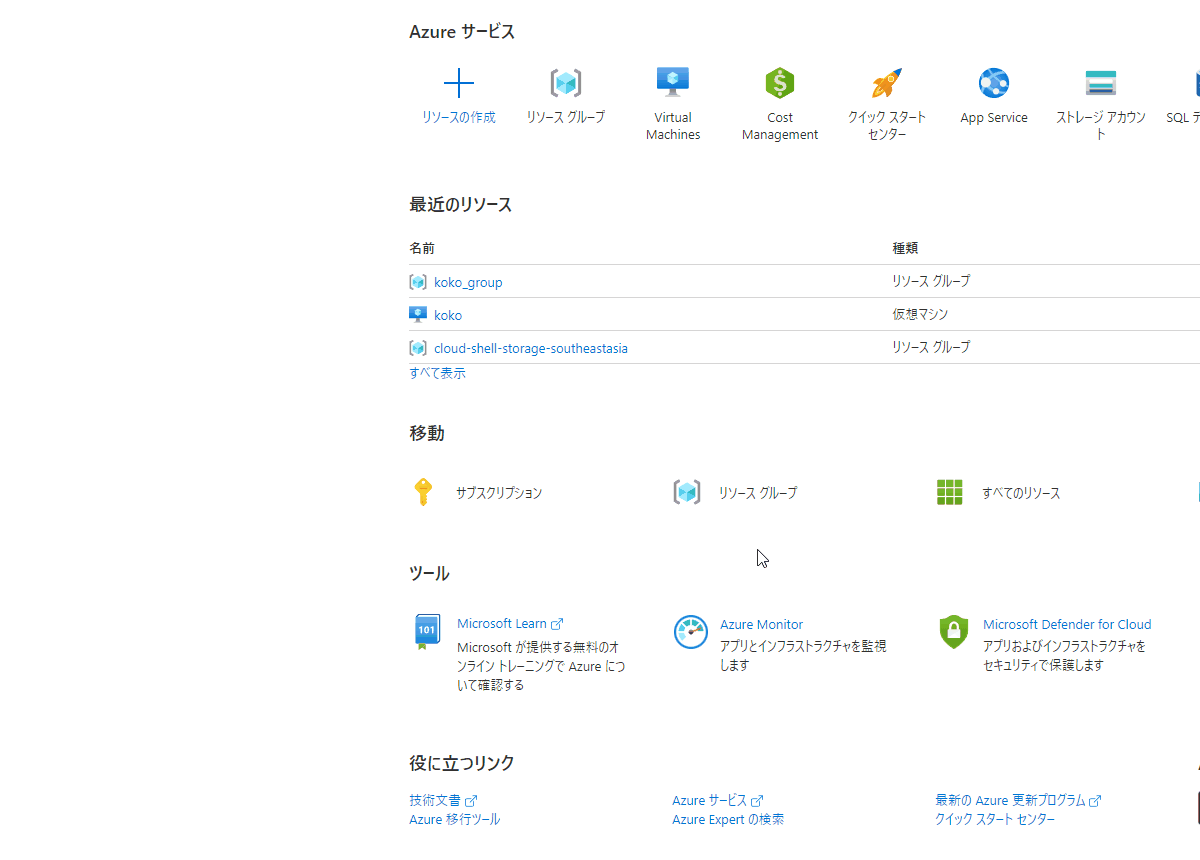 Azure サービス
リソースの作成
リソース グループ
Virtual
Machines
Cost
Management
クイック スタート
センター
App Service
ストレージ アカウン
ト
SQL
最近のリソース
名前 種類
koko_group リソース グループ
koko 仮想マシン
cloud-shell-storage-southeastasia リソース グループ
すべて表示
移動
サブスクリプション リソース グループ すべてのリソース
ツール
101
Microsoft Learn
Microsoft が提供する無料のオ
ンライン トレーニングで Azure につ
いて確認する
Azure Monitor
アプリとインフラストラクチャを監視
します
Microsoft Defender for Cloud
アプリおよびインフラストラクチャを
セキュリティで保護します
役に立つリンク
技術文書 Azure サービス 最新の Azure 更新プログラム
Azure 移行ツール Azure Expert の検索 クイック スタート センター